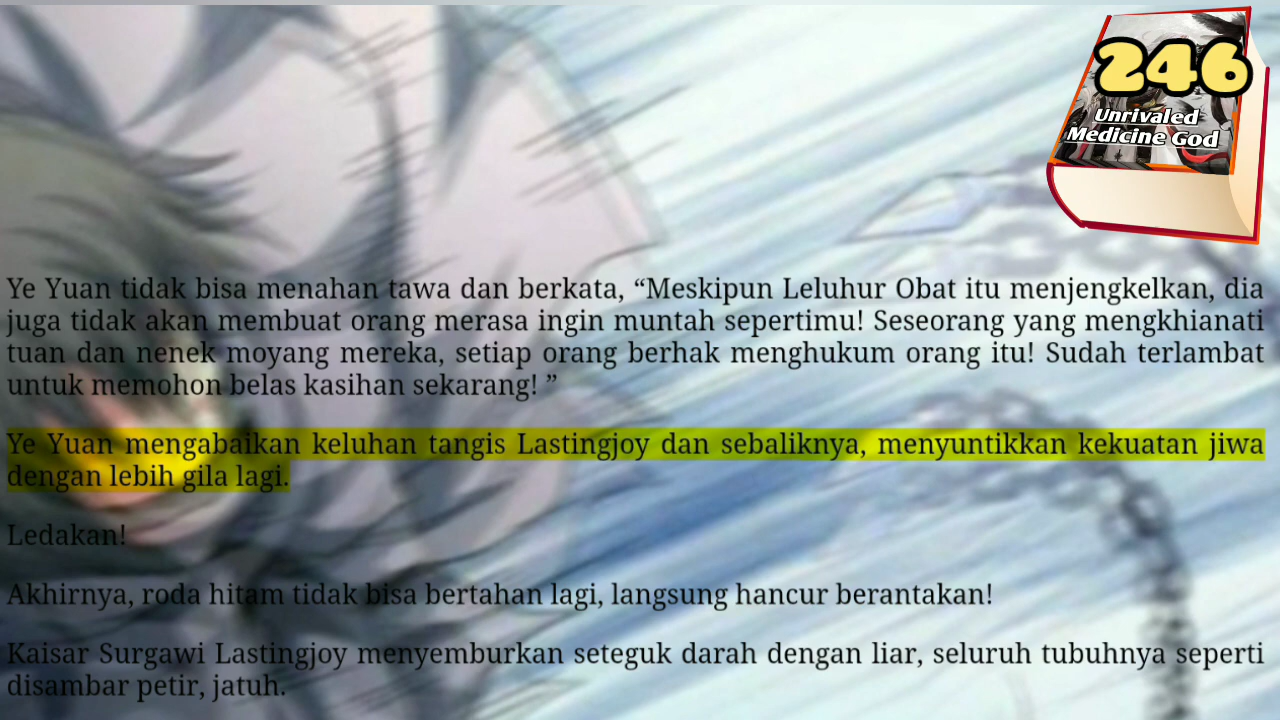 246
Unrivaled
Medicine God
Ye Yuan tidak bisa menahan tawa dan berkata, “Meskipun Leluhur Obat itu menjengkelkan, dia
juga tidak akan membuat orang merasa ingin muntah sepertimu! Seseorang yang mengkhianati
tuan dan nenek moyang mereka, setiap orang berhak menghukum orang itu! Sudah terlambat
untuk memohon belas kasihan sekarang! ”
Ye Yuan mengabaikan keluhan tangis Lastingjoy dan sebaliknya, menyuntikkan kekuatan jiwa
dengan lebih gila lagi.
Ledakan!
Akhirnya, roda hitam tidak bisa bertahan lagi, langsung hancur berantakan!
Kaisar Surgawi Lastingjoy menyemburkan seteguk darah dengan liar, seluruh tubuhnya seperti
disambar petir, jatuh.